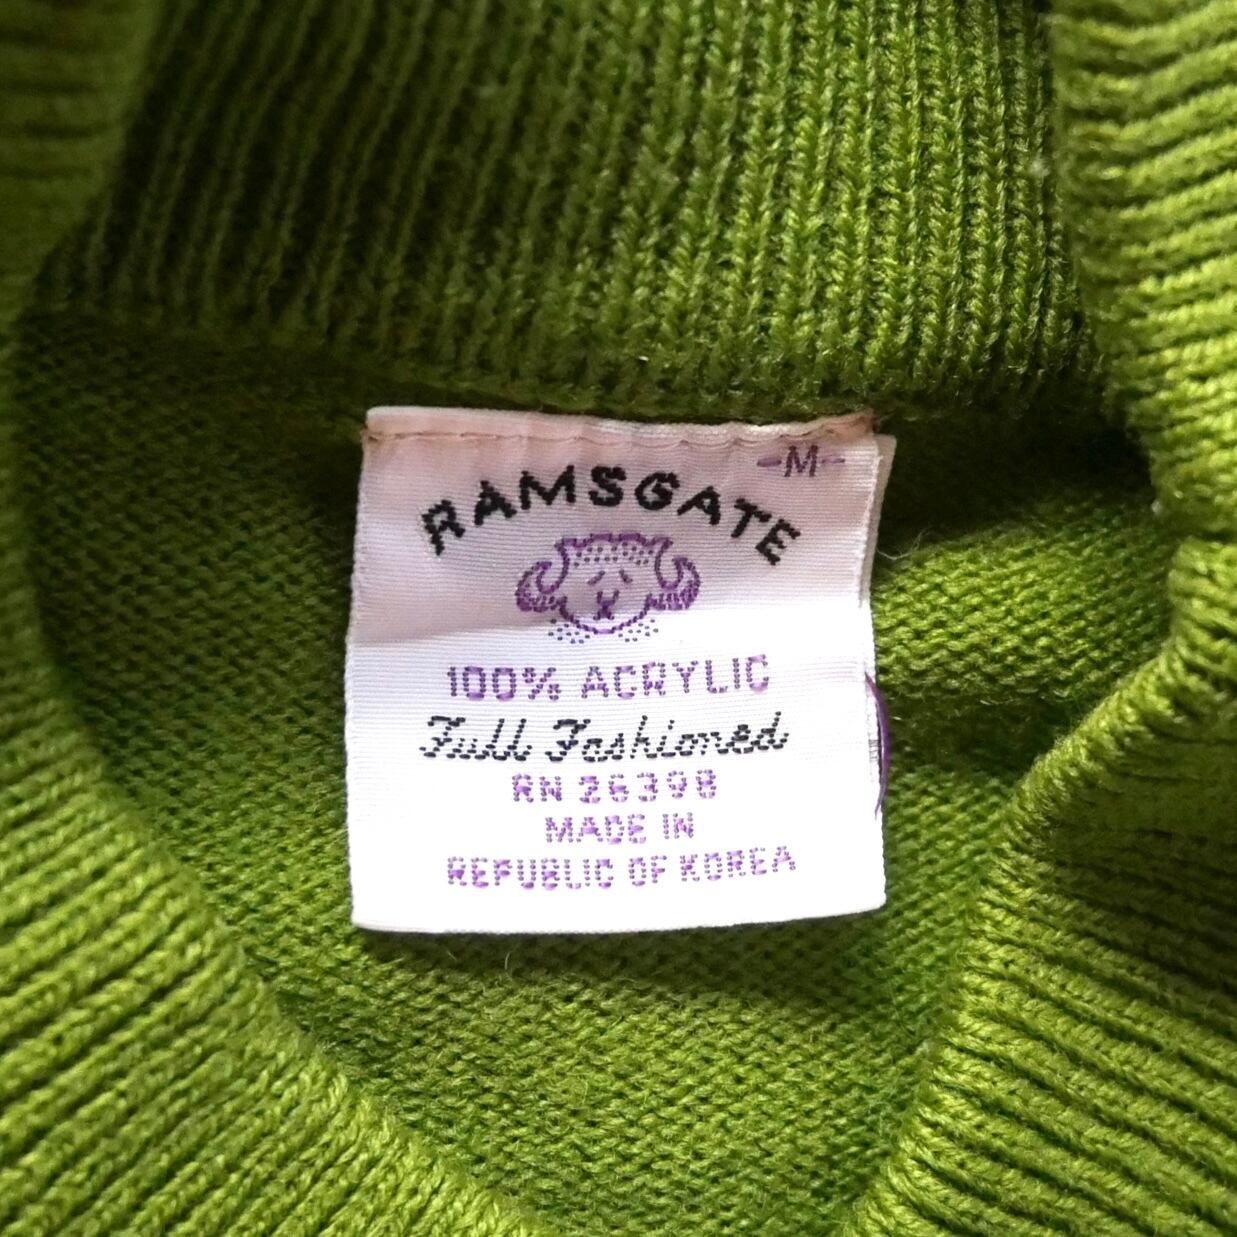 -M-
RAMSGATE
100% ACRYLIC
Full Fashioned
RN 26398
MADE IN
REPUBLIC OF KOREA